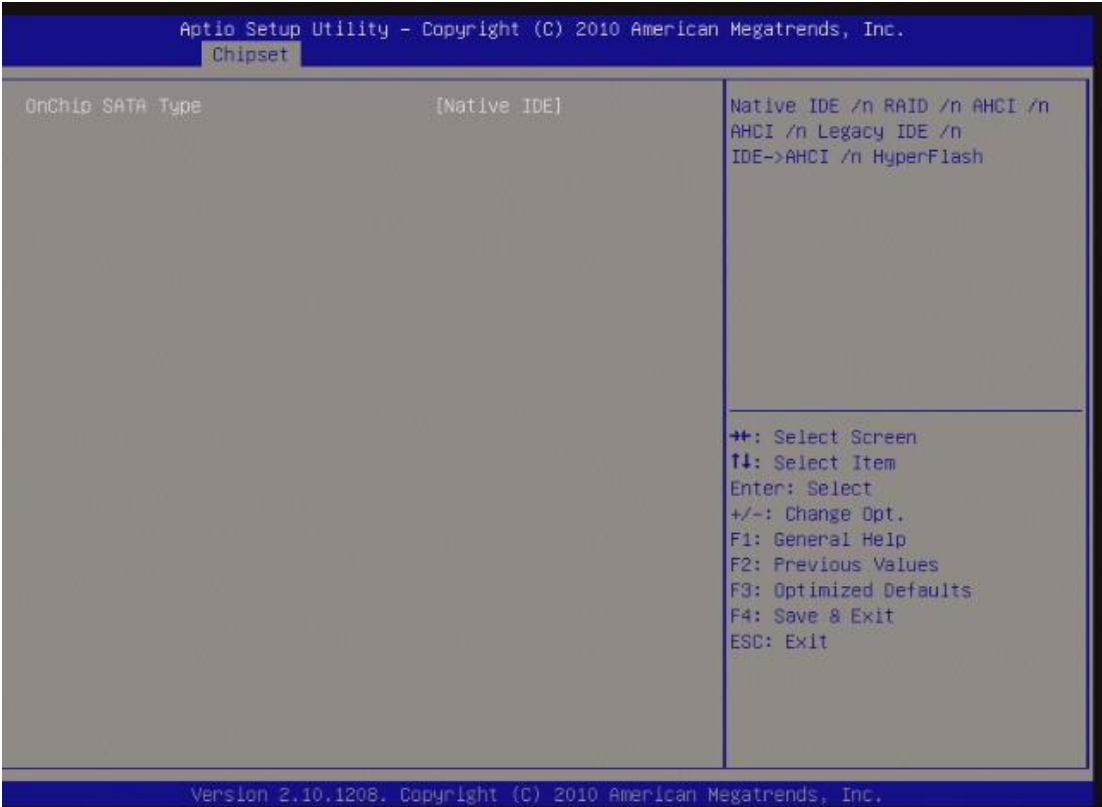 Aptio Setup Utility – Copyright (C) 2010 American Megatrends, Inc.
Chipset
OnChip SATA Type [Native IDE]
Native IDE /n RAID /n AHCI /n
AHCI /n Legacy IDE /n
IDE->AHCI /n HyperFlash
→←: Select Screen
↑↓: Select Item
Enter: Select
+/-: Change Opt.
F1: General Help
F2: Previous Values
F3: Optimized Defaults
F4: Save & Exit
ESC: Exit
Version 2.10.1208. Copyright (C) 2010 American Megatrends, Inc.